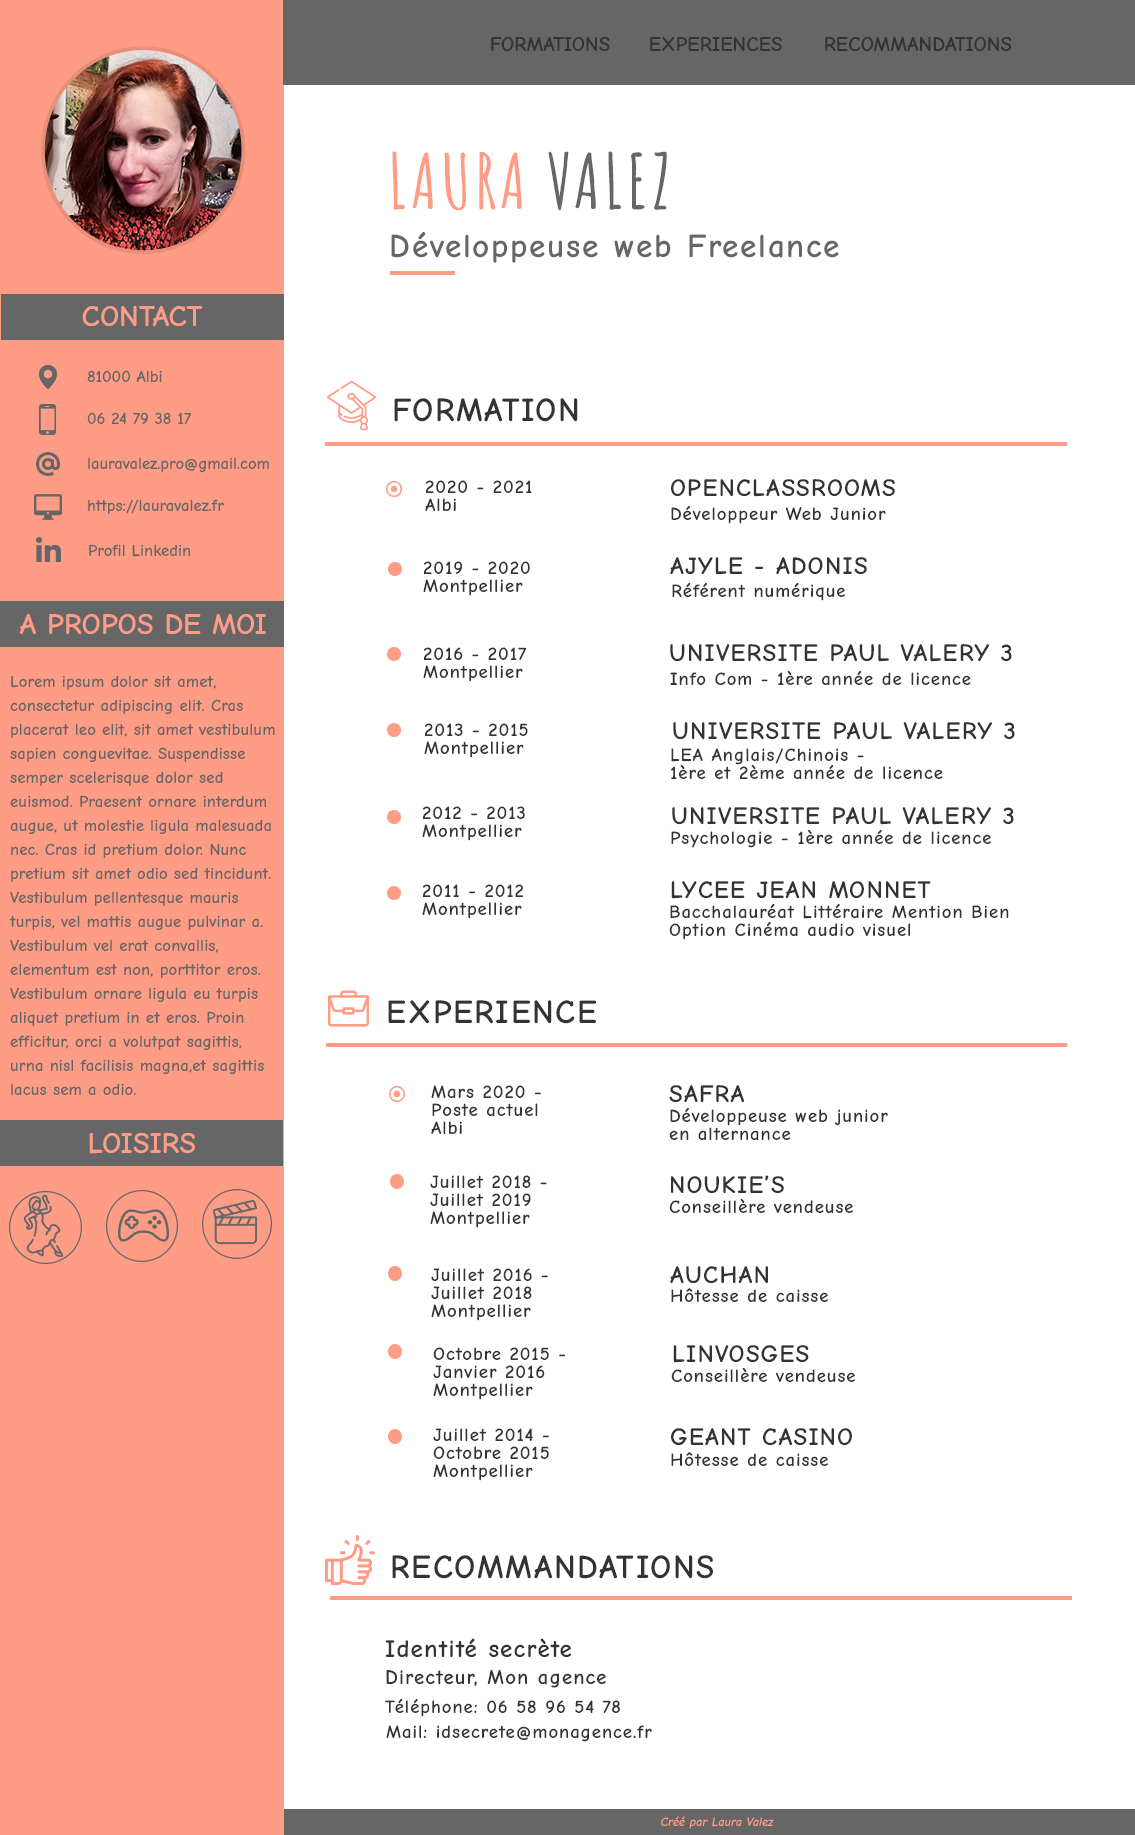 FORMATIONS EXPERIENCES RECOMMANDATIONS
LAURA VALEZ
Développeuse web Freelance
CONTACT
81000 Albi
06 24 79 38 17
lauravalez.pro@gmail.com
https://lauravalez.fr
in Profil Linkedin
A PROPOS DE MOI
Lorem ipsum dolor sit amet,
consectetur adipiscing elit. Cras
placerat leo elit, sit amet vestibulum
sapien conguevitae. Suspendisse
semper scelerisque dolor sed
euismod. Praesent ornare interdum
augue, ut molestie ligula malesuada
nec. Cras id pretium dolor. Nunc
pretium sit amet odio sed tincidunt.
Vestibulum pellentesque mauris
turpis, vel mattis augue pulvinar a.
Vestibulum vel erat convallis,
elementum est non, porttitor eros.
Vestibulum ornare ligula eu turpis
aliquet pretium in et eros. Proin
efficitur, orci a volutpat sagittis,
urna nisl facilisis magna,et sagittis
lacus sem a odio.
LOISIRS
FORMATION
2020 - 2021
Albi
OPENCLASSROOMS
Développeur Web Junior
2019 - 2020
Montpellier
AJYLE - ADONIS
Référent numérique
2016 - 2017
Montpellier
UNIVERSITE PAUL VALERY 3
Info Com - 1ère année de licence
2013 - 2015
Montpellier
UNIVERSITE PAUL VALERY 3
LEA Anglais/Chinois -
1ère et 2ème année de licence
2012 - 2013
Montpellier
UNIVERSITE PAUL VALERY 3
Psychologie - 1ère année de licence
2011 - 2012
Montpellier
LYCEE JEAN MONNET
Bacchalauréat Littéraire Mention Bien
Option Cinéma audio visuel
EXPERIENCE
Mars 2020 -
Poste actuel
Albi
SAFRA
Développeuse web junior
en alternance
Juillet 2018 -
Juillet 2019
Montpellier
NOUKIE'S
Conseillère vendeuse
Juillet 2016 -
Juillet 2018
Montpellier
AUCHAN
Hôtesse de caisse
Octobre 2015 -
Janvier 2016
Montpellier
LINVOSGES
Conseillère vendeuse
Juillet 2014 -
Octobre 2015
Montpellier
GEANT CASINO
Hôtesse de caisse
RECOMMANDATIONS
Identité secrète
Directeur, Mon agence
Téléphone: 06 58 96 54 78
Mail: idsecrete@monagence.fr
Créé par Laura Valez